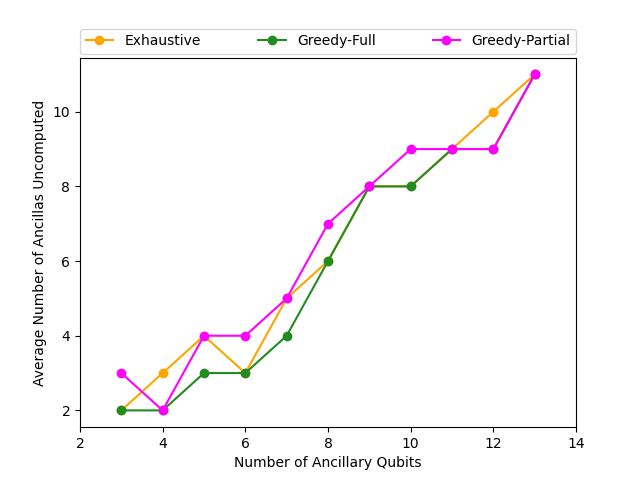 Exhaustive Greedy-Full Greedy-Partial
Average Number of Ancillas Uncomputed
10
8
6
4
2
2 4 6 8 10 12 14
Number of Ancillary Qubits